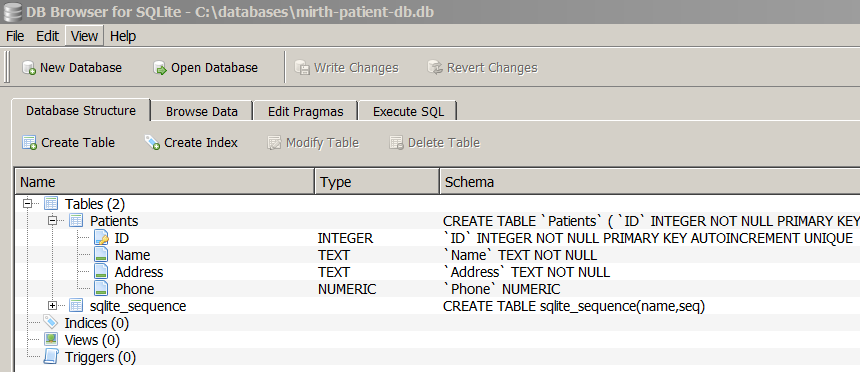 DB Browser for SQLite - C:\databases\mirth-patient-db.db
File Edit View Help
New Database Open Database Write Changes Revert Changes
Database Structure Browse Data Edit Pragmas Execute SQL
Create Table Create Index Modify Table Delete Table
Name Type Schema
Tables (2)
Patients CREATE TABLE `Patients` ( `ID` INTEGER NOT NULL PRIMARY KEY
ID INTEGER `ID` INTEGER NOT NULL PRIMARY KEY AUTOINCREMENT UNIQUE
Name TEXT `Name` TEXT NOT NULL
Address TEXT `Address` TEXT NOT NULL
Phone NUMERIC `Phone` NUMERIC
sqlite_sequence CREATE TABLE sqlite_sequence(name,seq)
Indices (0)
Views (0)
Triggers (0)